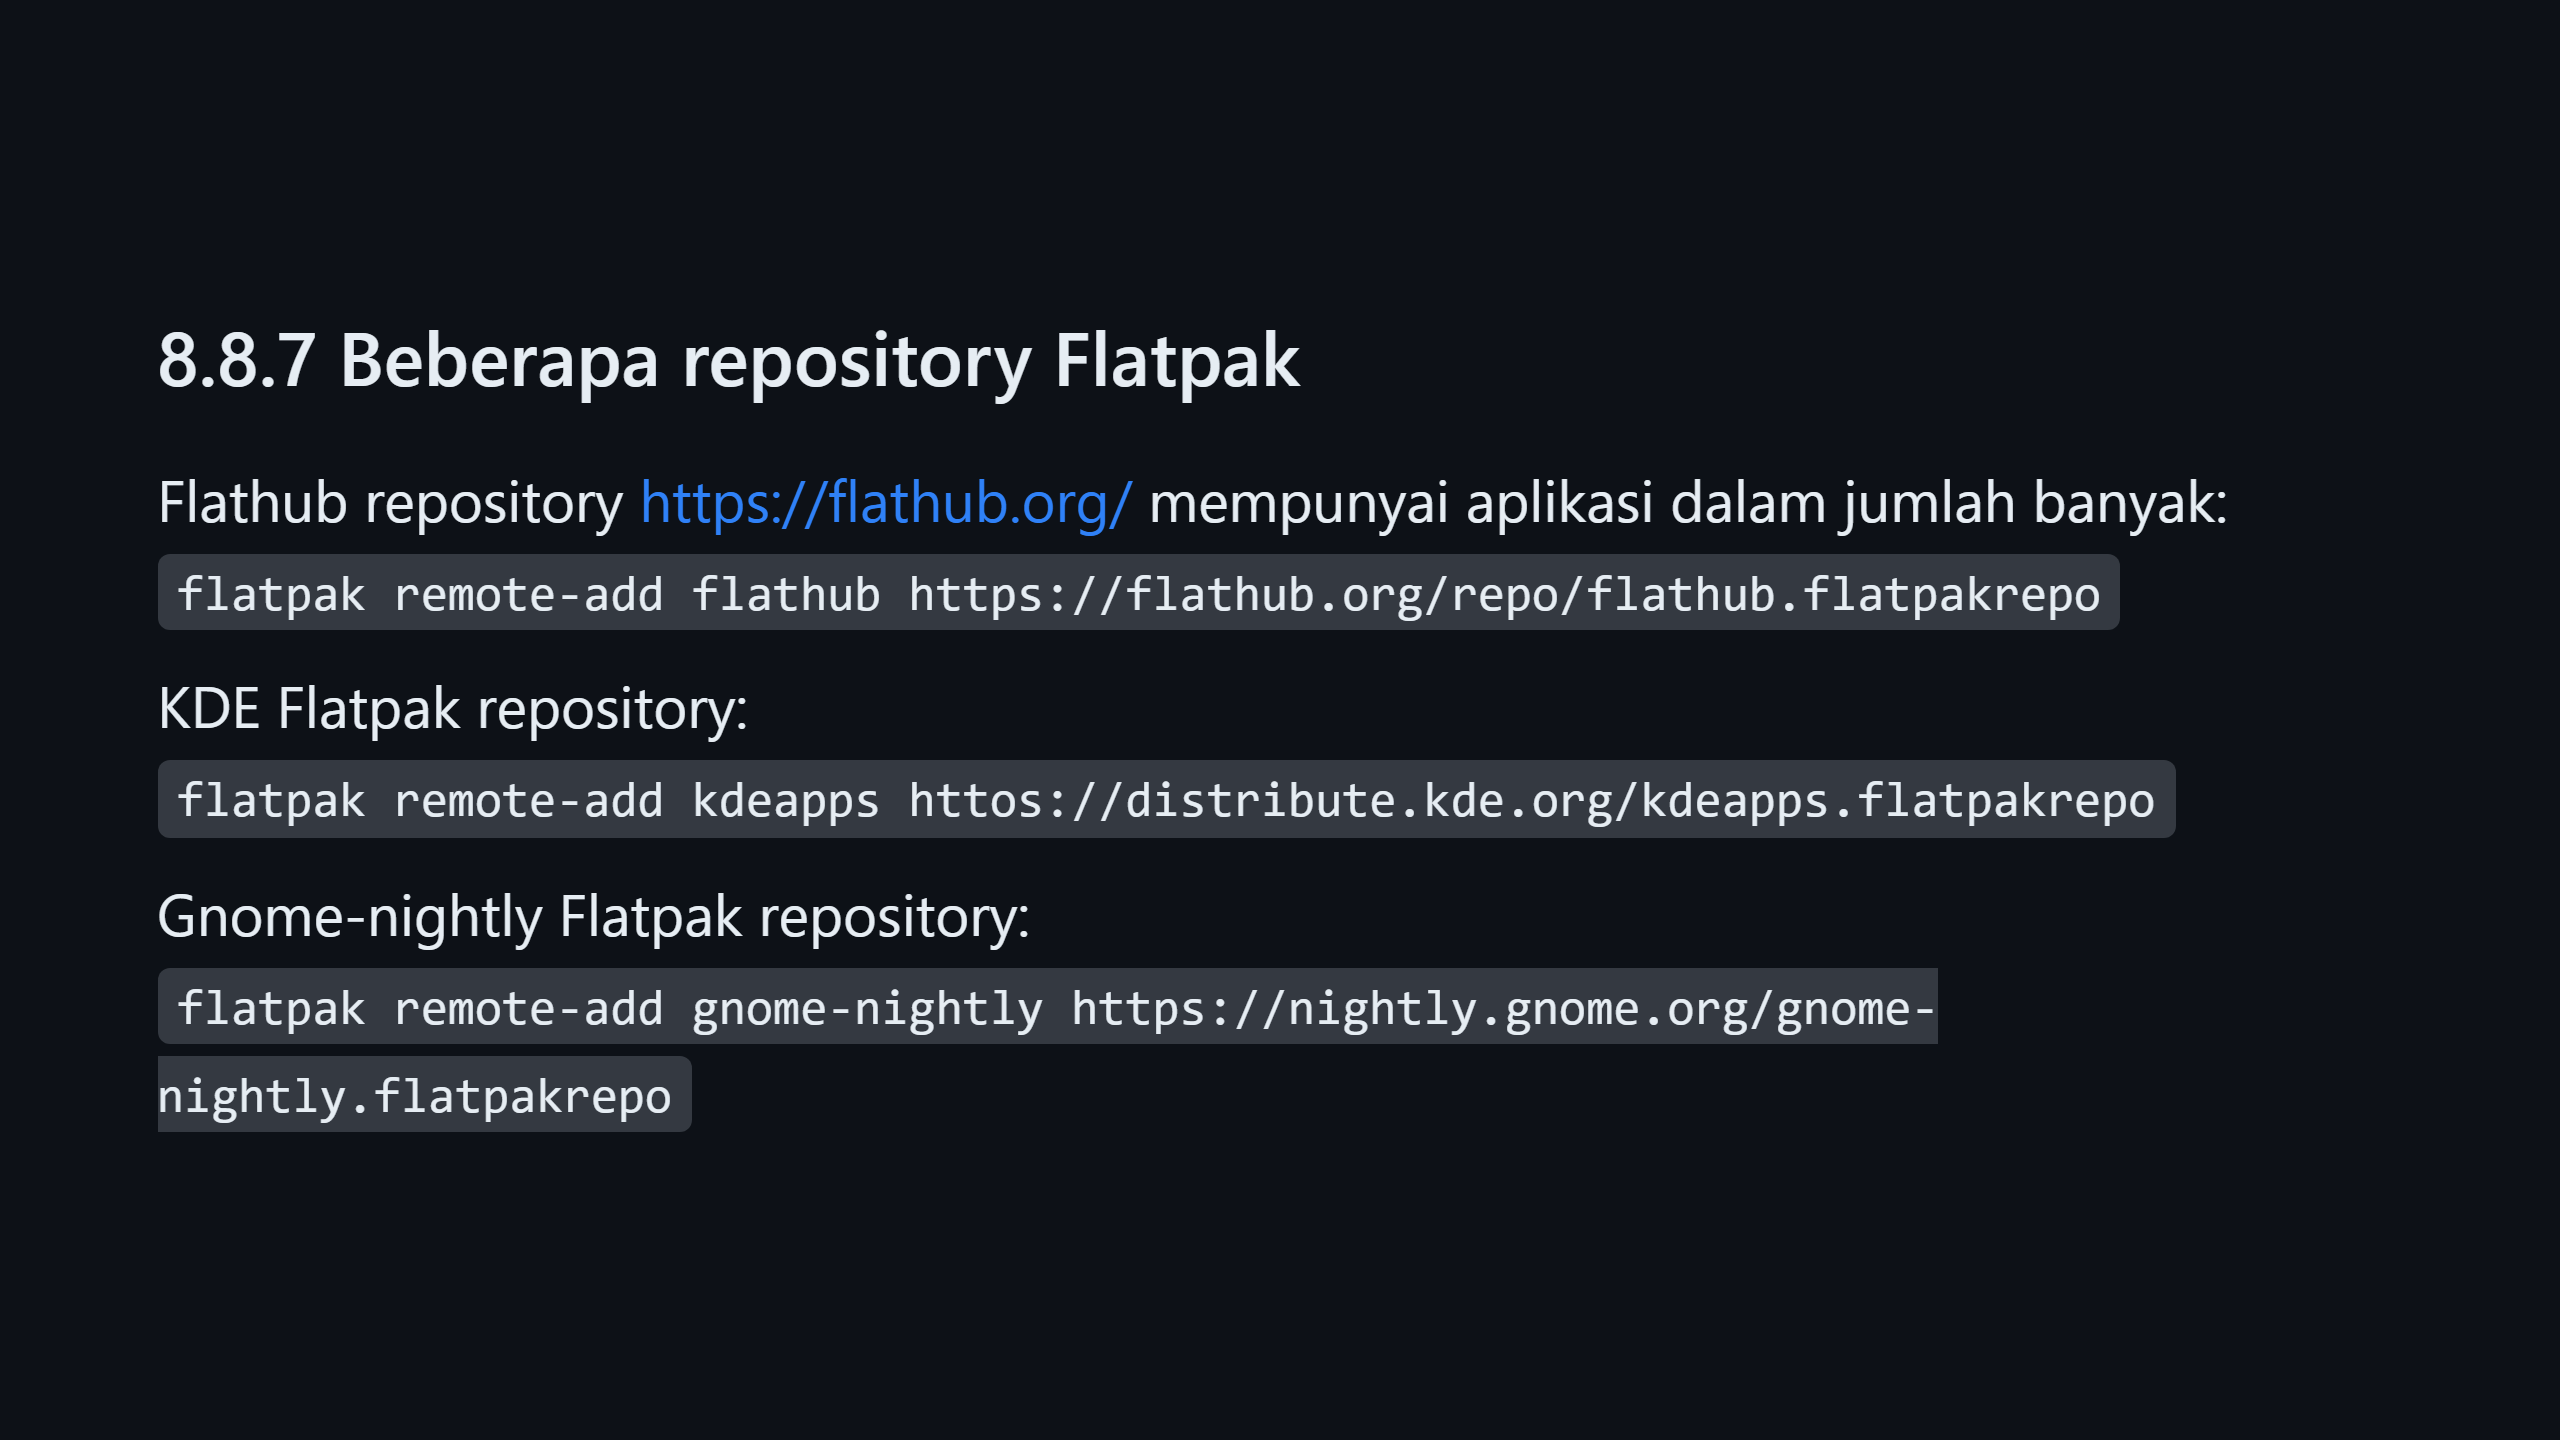 8.8.7 Beberapa repository Flatpak
Flathub repository https://flathub.org/ mempunyai aplikasi dalam jumlah banyak:
flatpak remote-add flathub https://flathub.org/repo/flathub.flatpakrepo
KDE Flatpak repository:
flatpak remote-add kdeapps httos://distribute.kde.org/kdeapps.flatpakrepo
Gnome-nightly Flatpak repository:
flatpak remote-add gnome-nightly https://nightly.gnome.org/gnome-
nightly.flatpakrepo